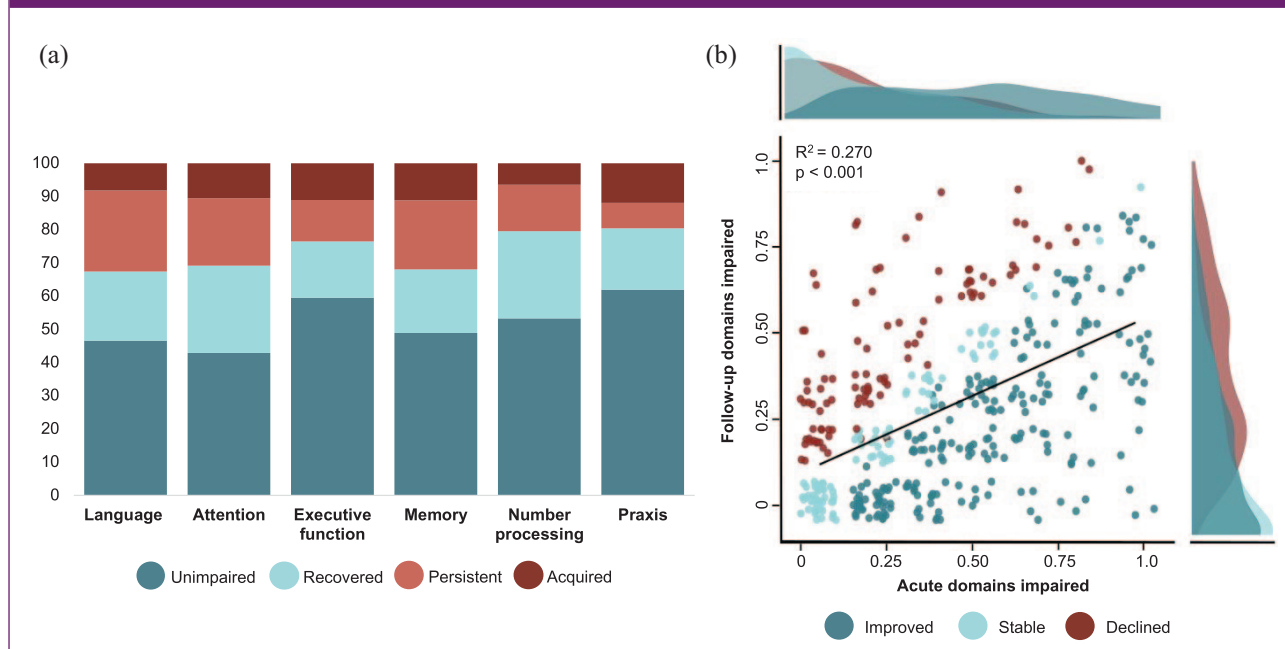 (a)
100
90
80
70
60
50
40
30
20
10
0
Language
Attention
Executive
function
Memory
Number
processing
Praxis
Unimpaired
Recovered
Persistent
Acquired
(b)
R² = 0.270
p < 0.001
Follow-up domains impaired
1.0
0.75
0.50
0.25
0
0
0.25
0.50
0.75
1.0
Acute domains impaired
Improved
Stable
Declined